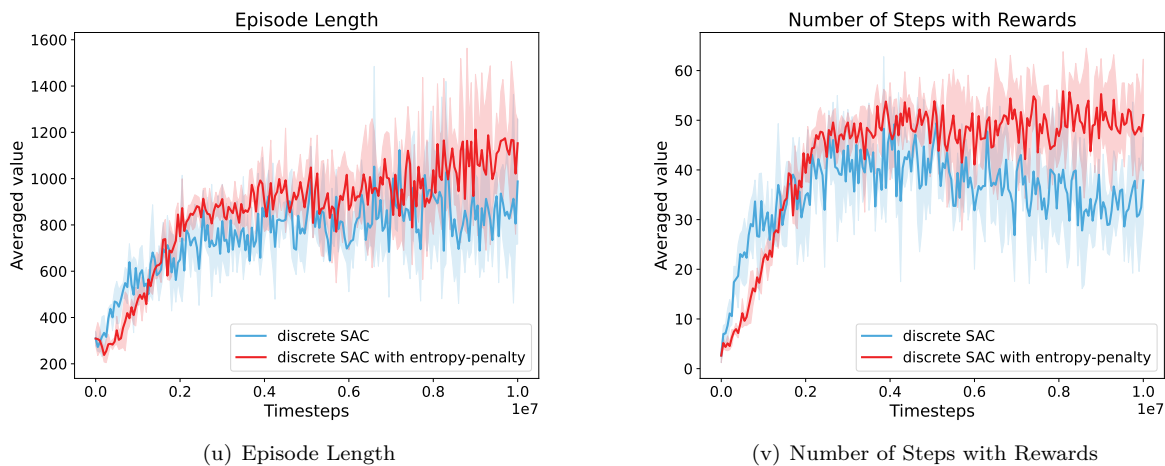 Episode Length
Averaged value
1600
1400
1200
1000
800
600
400
200
0.0 0.2 0.4 0.6 0.8 1.0
1e7
Timesteps
discrete SAC
discrete SAC with entropy-penalty
(u) Episode Length
Number of Steps with Rewards
Averaged value
60
50
40
30
20
10
0
0.0 0.2 0.4 0.6 0.8 1.0
1e7
Timesteps
discrete SAC
discrete SAC with entropy-penalty
(v) Number of Steps with Rewards